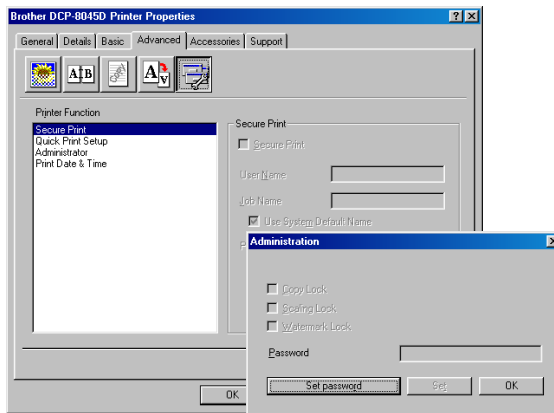 Brother DCP-8045D Printer Properties
General Details Basic Advanced Accessories Support
A B
A
Printer Function
Secure Print
Quick Print Setup
Administrator
Print Date & Time
Secure Print
Secure Print
User Name
Job Name
Use System Default Name
P
Administration
Copy Lock
Scaling Lock
Watermark Lock
Password
Set password Set OK
OK